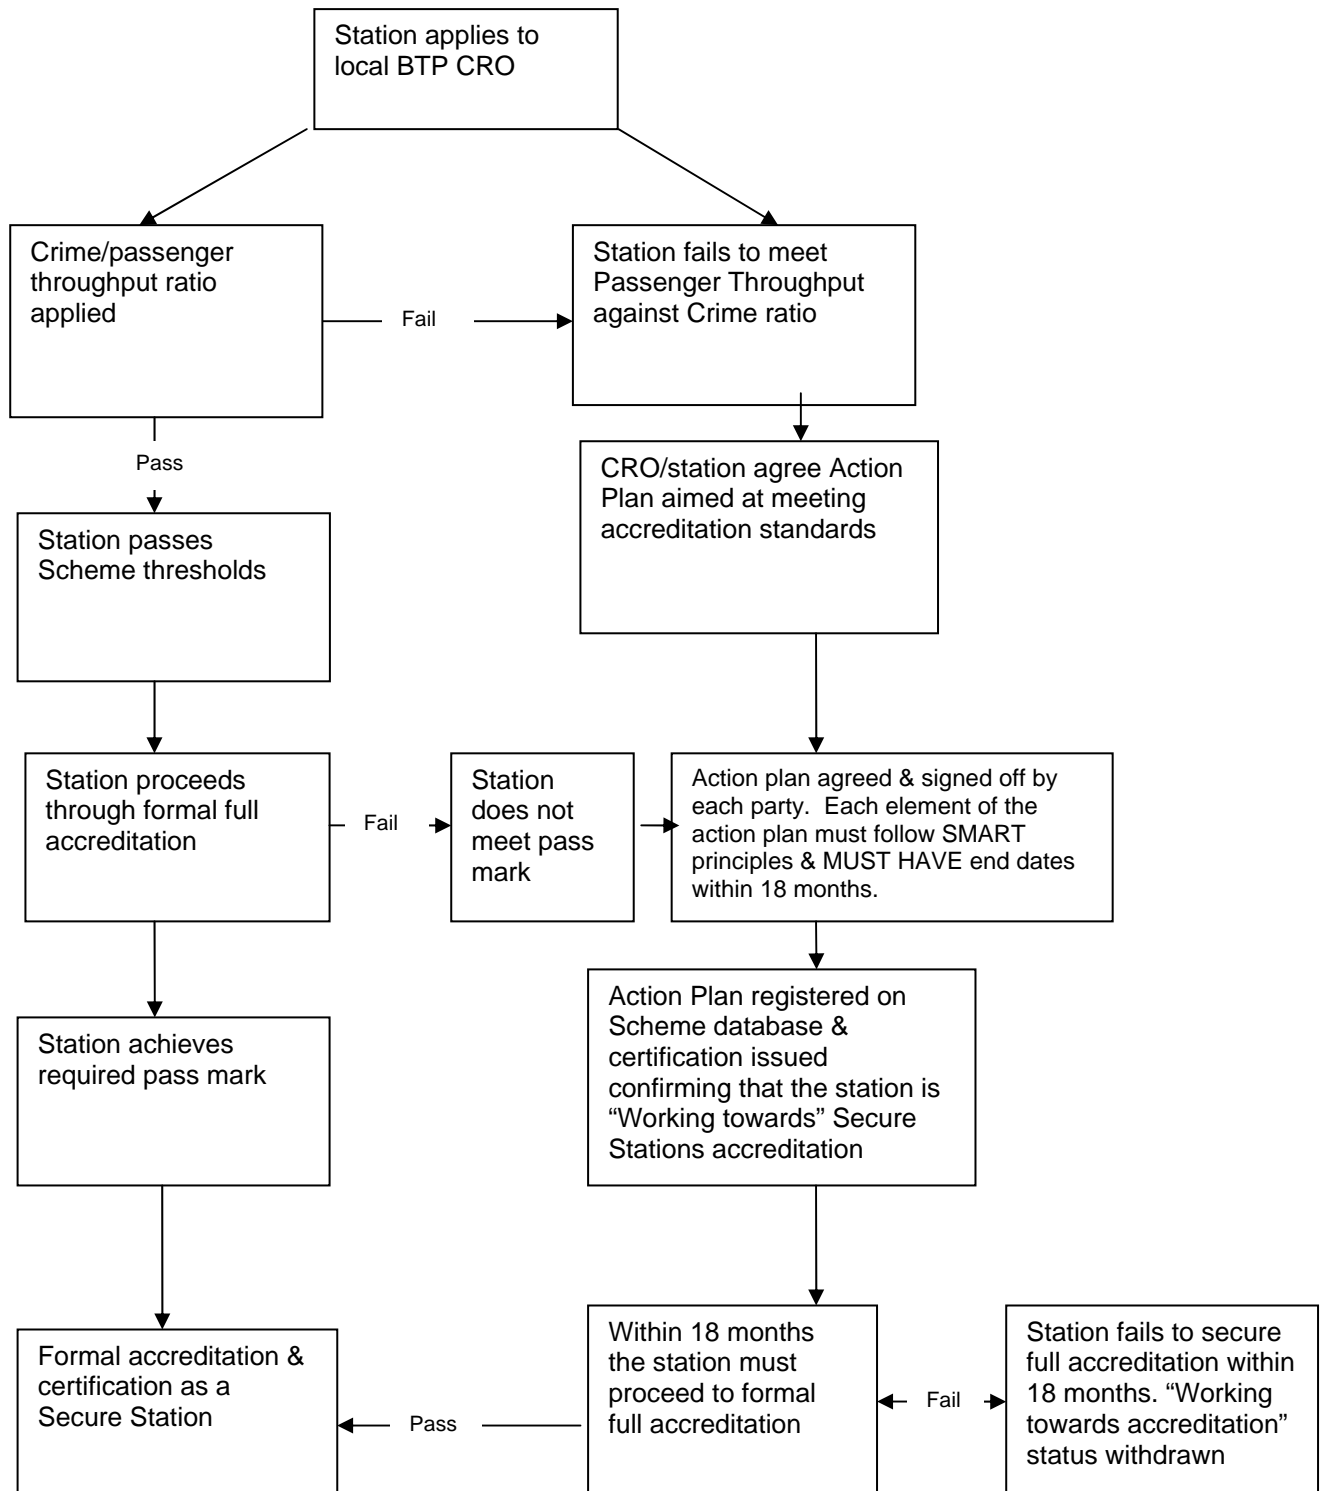 Station applies to
local BTP CRO
Crime/passenger
throughput ratio
applied
Fail
Station fails to meet
Passenger Throughput
against Crime ratio
Pass
CRO/station agree Action
Plan aimed at meeting
accreditation standards
Station passes
Scheme thresholds
Station proceeds
through formal full
accreditation
Fail
Station
does not
meet pass
mark
Action plan agreed & signed off by
each party.  Each element of the
action plan must follow SMART
principles & MUST HAVE end dates
within 18 months.
Action Plan registered on
Scheme database &
certification issued
confirming that the station is
“Working towards” Secure
Stations accreditation
Station achieves
required pass mark
Formal accreditation &
certification as a
Secure Station
Pass
Within 18 months
the station must
proceed to formal
full accreditation
Fail
Station fails to secure
full accreditation within
18 months. “Working
towards accreditation”
status withdrawn